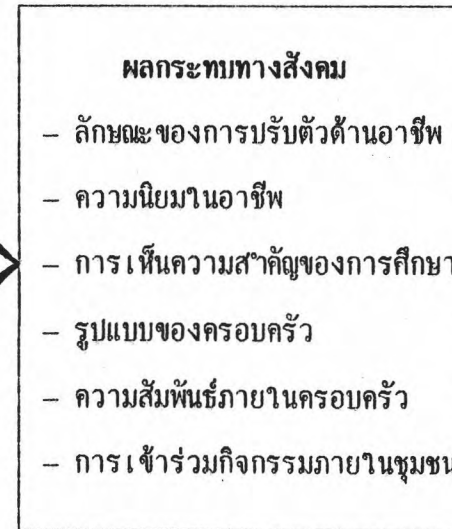 ผลกระทบทางสังคม
- ลักษณะของการปรับตัวด้านอาชีพ
- ความนิยมในอาชีพ
- การเห็นความสำคัญของการศึกษา
- รูปแบบของครอบครัว
- ความสัมพันธ์ภายในครอบครัว
- การเข้าร่วมกิจกรรมภายในชุมชน